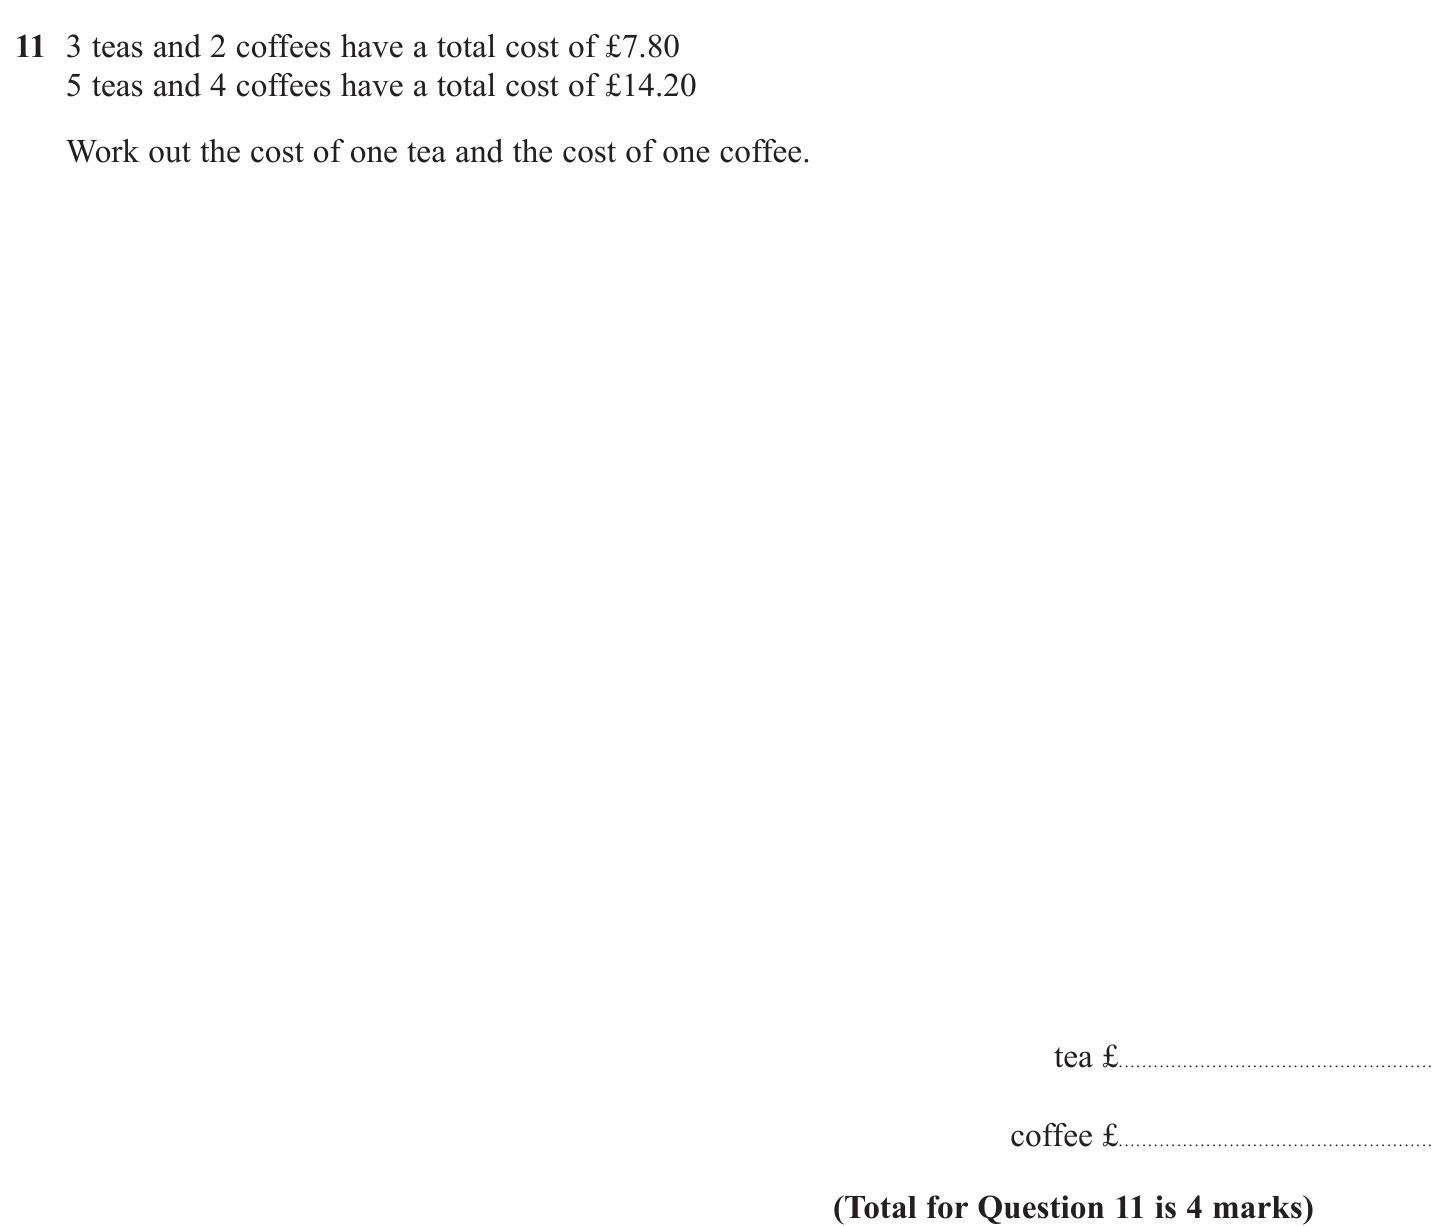 11 3 teas and 2 coffees have a total cost of £7.80
5 teas and 4 coffees have a total cost of £14.20
Work out the cost of one tea and the cost of one coffee.
tea £......................................................
coffee £......................................................
(Total for Question 11 is 4 marks)